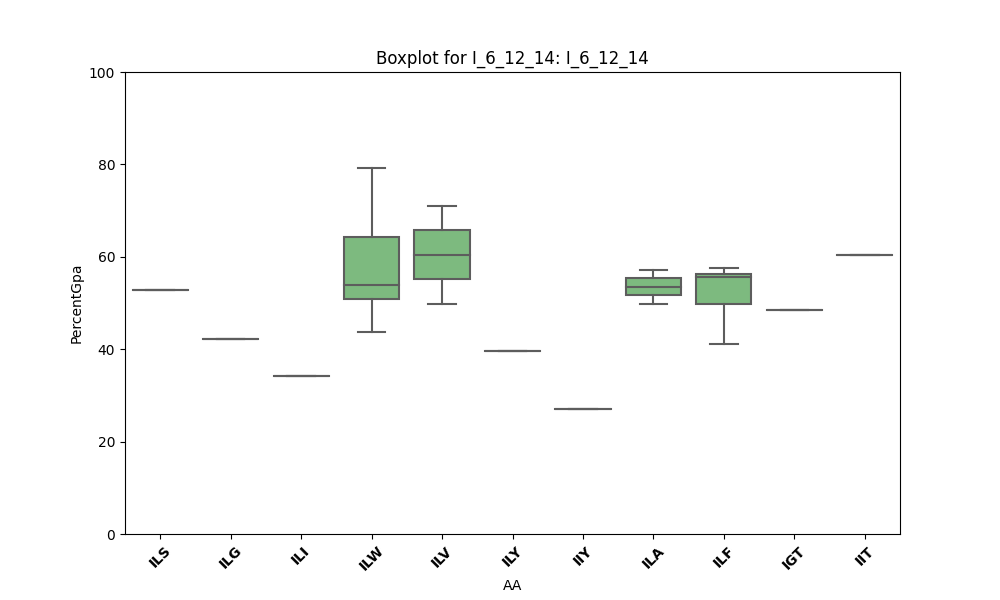 Boxplot for I_6_12_14: I_6_12_14
PercentGpa
100
80
60
40
20
0
ILS
ILG
ILI
ILW
ILV
ILY
IIY
ILA
ILF
IGT
IIT
AA